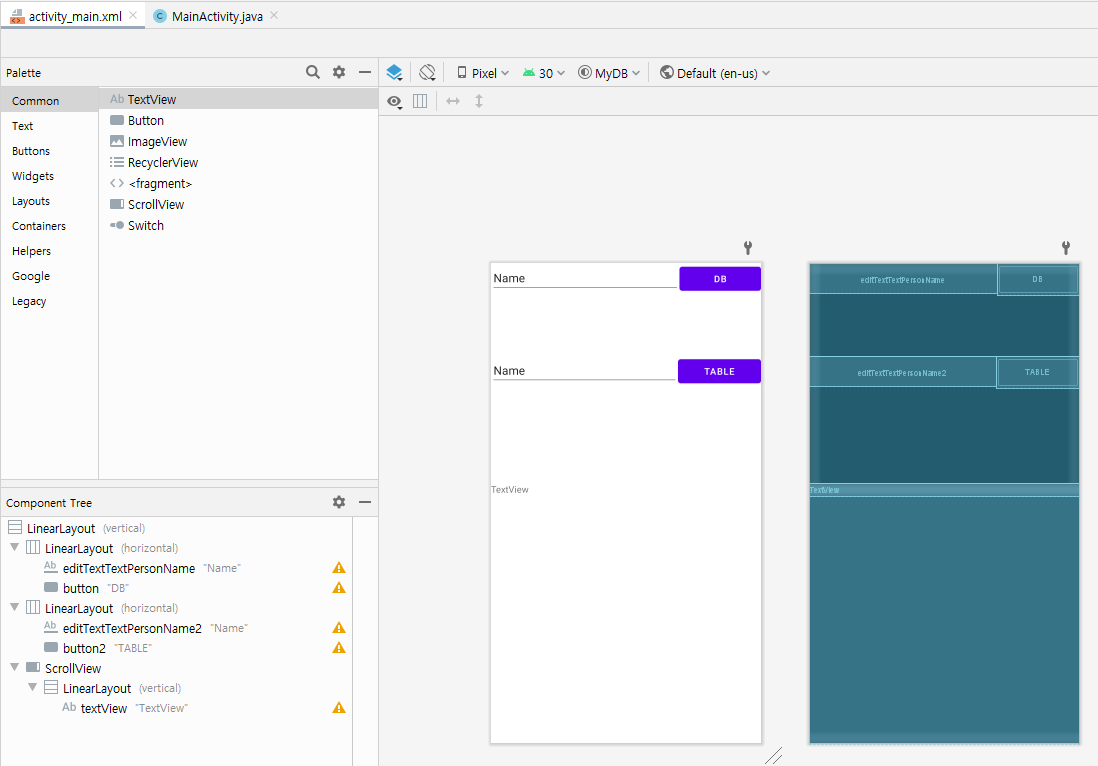 activity_main.xml MainActivity.java
Palette
Pixel 30 MyDB Default (en-us)
Common
Text
Buttons
Widgets
Layouts
Containers
Helpers
Google
Legacy
Ab TextView
Button
ImageView
RecyclerView
<fragment>
ScrollView
Switch
Name DB
Name TABLE
TextView
editTextTextPersonName DB
editTextTextPersonName2 TABLE
TextView
Component Tree
LinearLayout (vertical)
LinearLayout (horizontal)
Ab editTextTextPersonName "Name"
button "DB"
LinearLayout (horizontal)
Ab editTextTextPersonName2 "Name"
button2 "TABLE"
ScrollView
LinearLayout (vertical)
Ab textView "TextView"